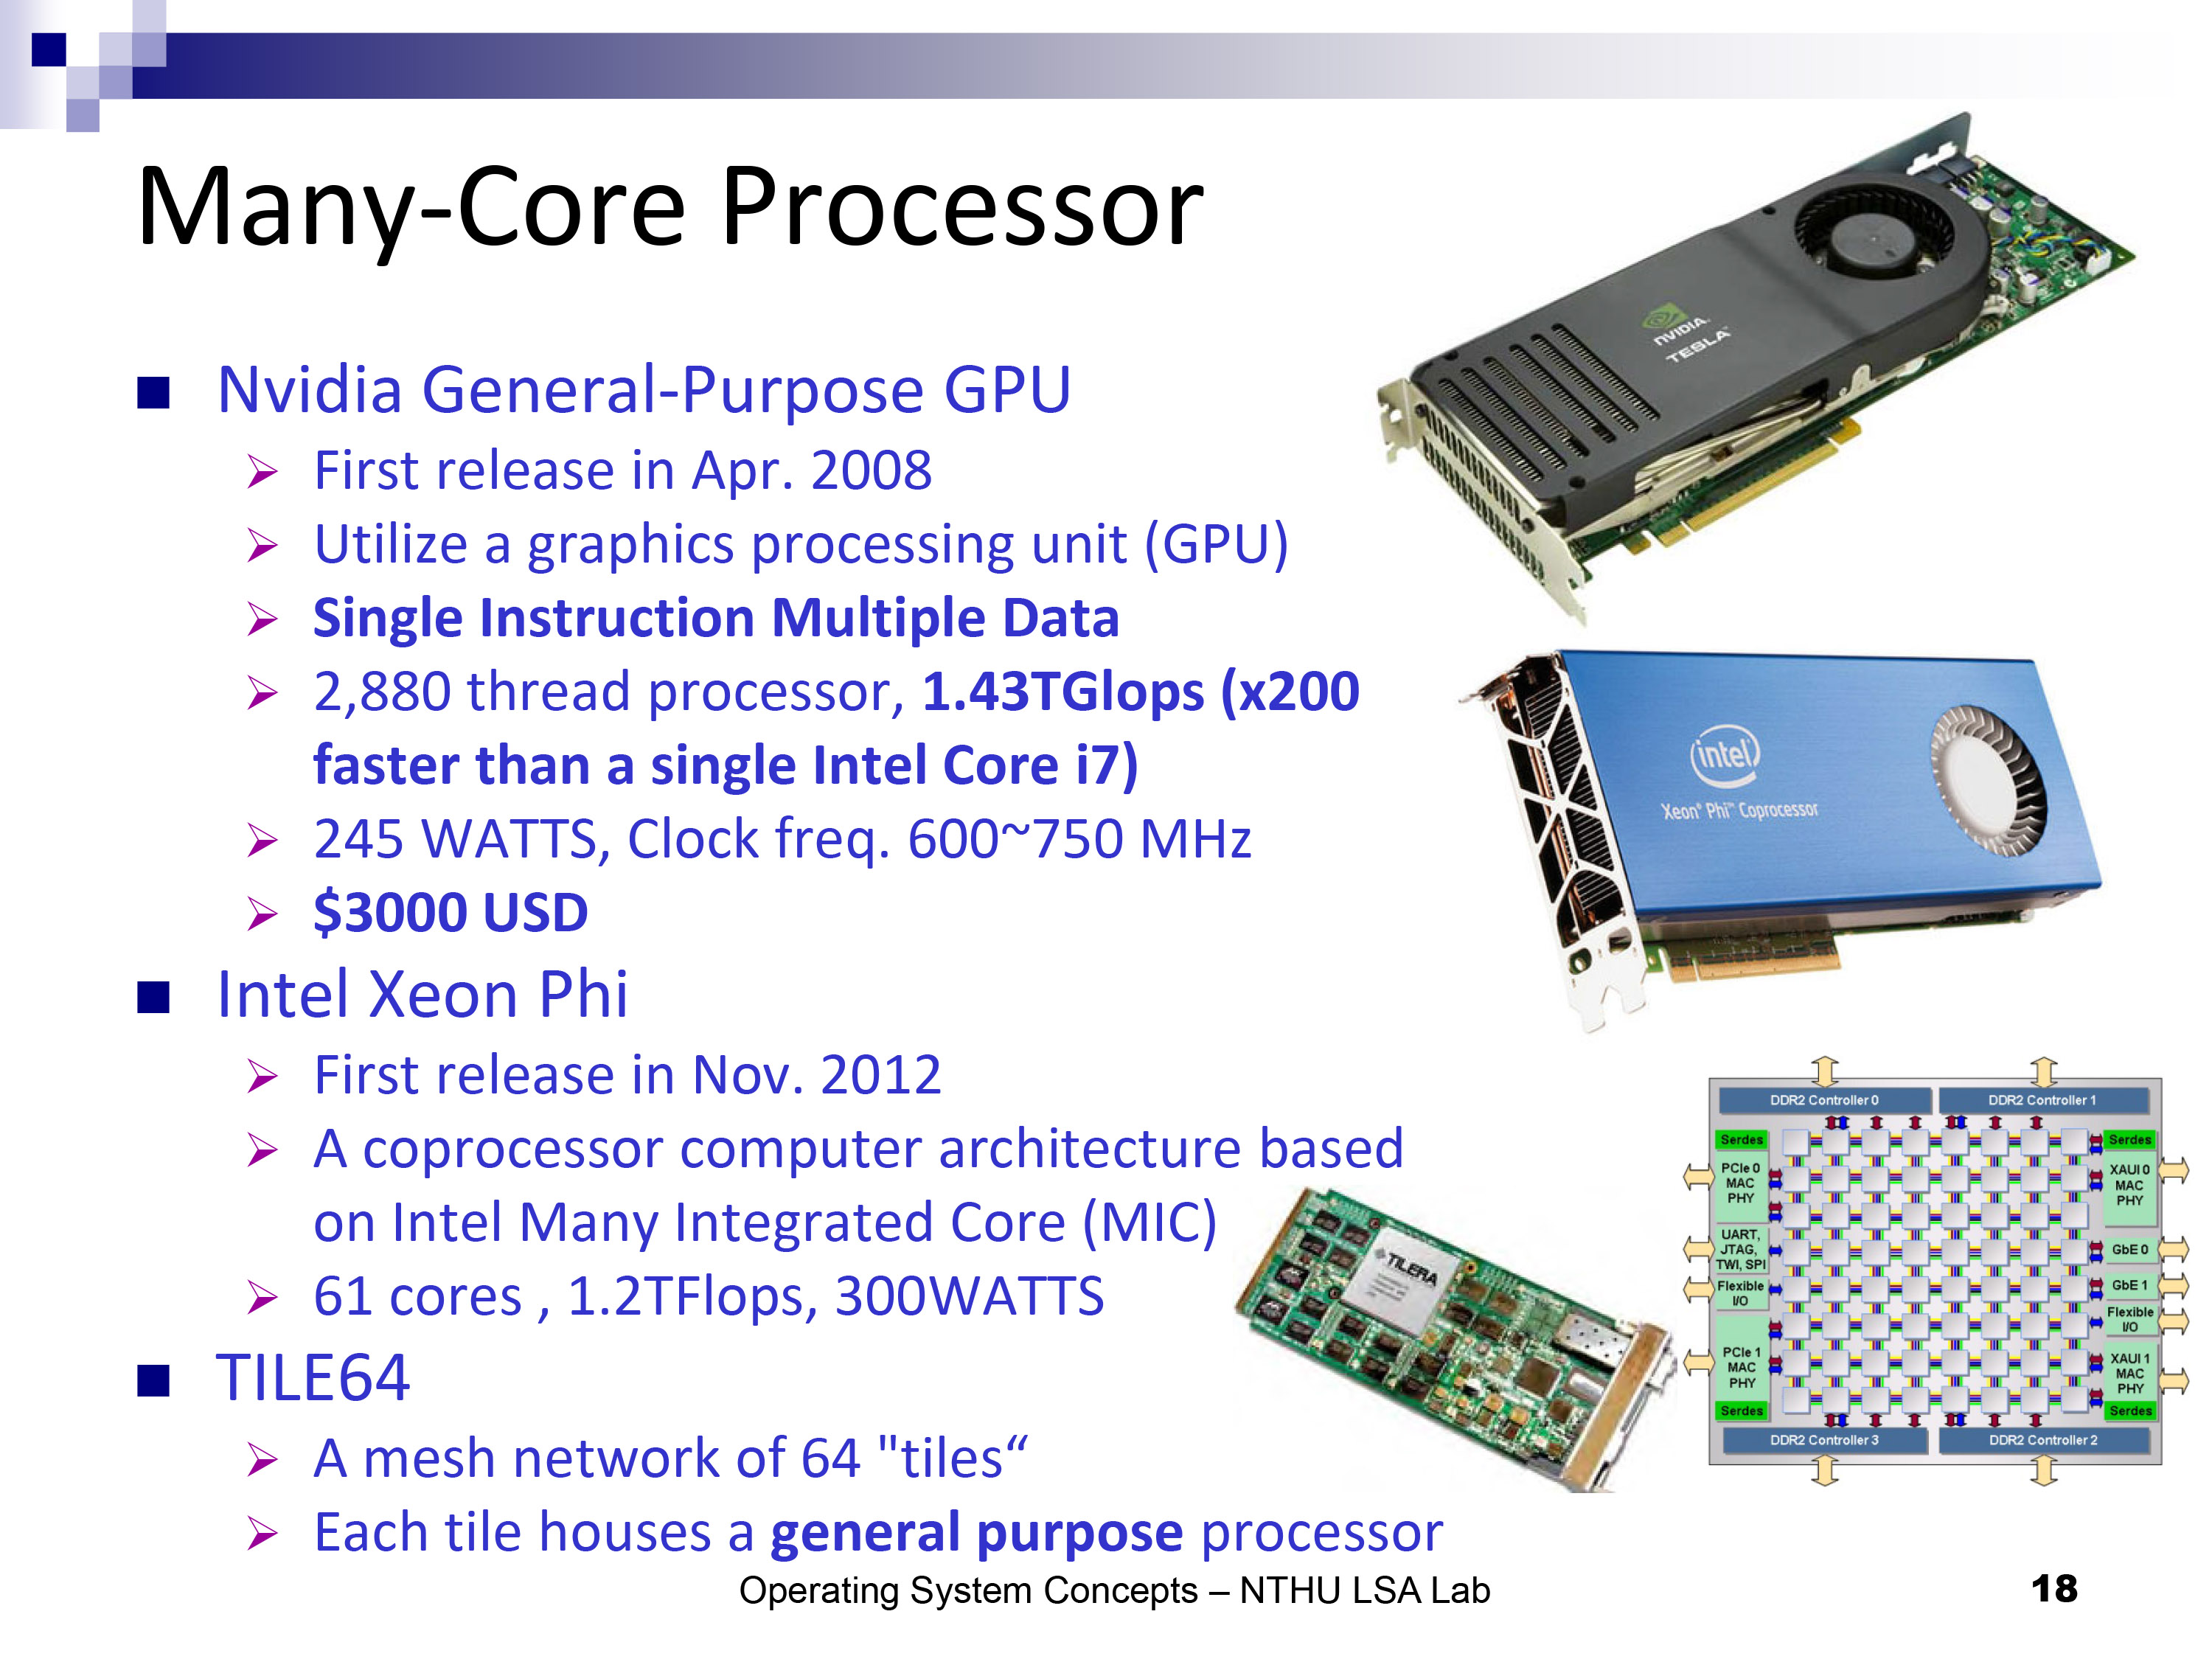 Many-Core Processor
Nvidia General-Purpose GPU
First release in Apr. 2008
Utilize a graphics processing unit (GPU)
Single Instruction Multiple Data
2,880 thread processor, 1.43TGlops (x200
faster than a single Intel Core i7)
245 WATTS, Clock freq. 600~750 MHz
$3000 USD
Intel Xeon Phi
First release in Nov. 2012
A coprocessor computer architecture based
on Intel Many Integrated Core (MIC)
61 cores , 1.2TFlops, 300WATTS
TILE64
A mesh network of 64 "tiles“
Each tile houses a general purpose processor
NVIDIA.
TESLA™
intel
Xeon® Phi™ Coprocessor
TILERA
DDR2 Controller 0
DDR2 Controller 1
Serdes
PCIe 0
MAC
PHY
UART,
JTAG,
TWI, SPI
Flexible
I/O
PCIe 1
MAC
PHY
Serdes
Serdes
XAUI 0
MAC
PHY
GbE 0
GbE 1
Flexible
I/O
XAUI 1
MAC
PHY
Serdes
DDR2 Controller 3
DDR2 Controller 2
Operating System Concepts – NTHU LSA Lab
18